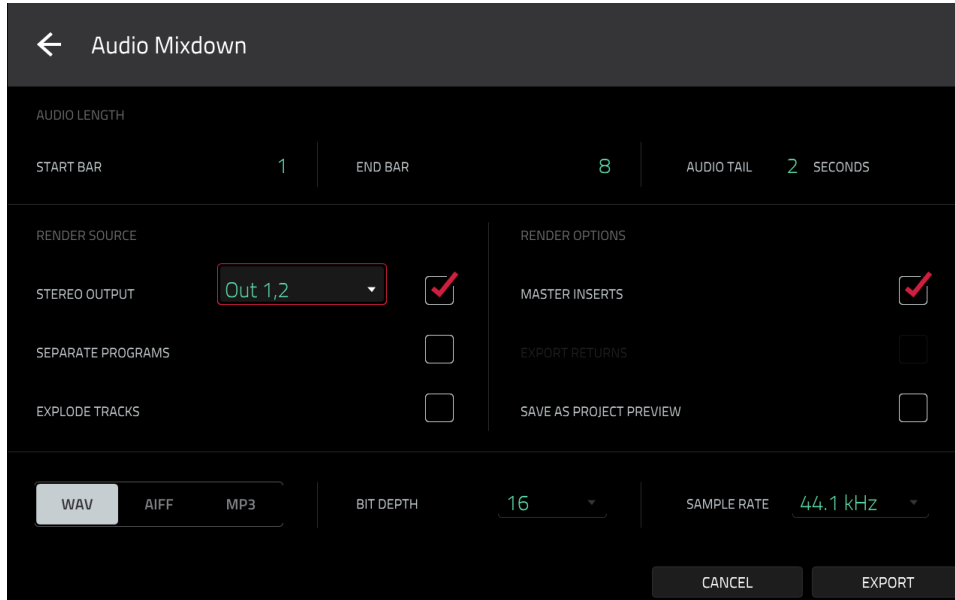 Audio Mixdown
AUDIO LENGTH
START BAR 1 END BAR 8 AUDIO TAIL 2 SECONDS
RENDER SOURCE RENDER OPTIONS
STEREO OUTPUT Out 1,2 MASTER INSERTS
SEPARATE PROGRAMS EXPORT RETURNS
EXPLODE TRACKS SAVE AS PROJECT PREVIEW
WAV AIFF MP3 BIT DEPTH 16 SAMPLE RATE 44.1 kHz
CANCEL EXPORT